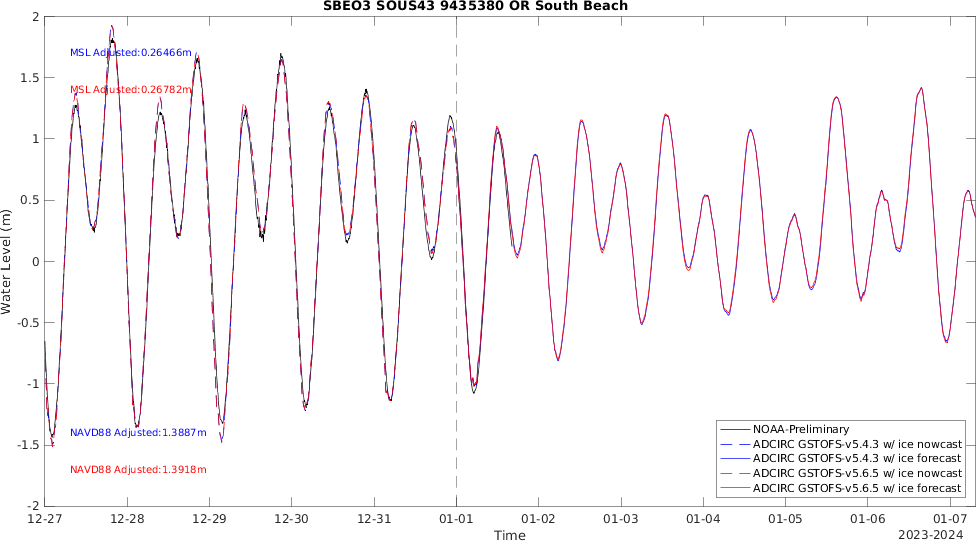 SBEO3 SOUS43 9435380 OR South Beach
2
1.5
1
0.5
0
-0.5
-1
-1.5
-2
Water Level (m)
MSL Adjusted:0.26466m
MSL Adjusted:0.26782m
NAVD88 Adjusted:1.3887m
NAVD88 Adjusted:1.3918m
NOAA-Preliminary
ADCIRC GSTOFS-v5.4.3 w/ ice nowcast
ADCIRC GSTOFS-v5.4.3 w/ ice forecast
ADCIRC GSTOFS-v5.6.5 w/ ice nowcast
ADCIRC GSTOFS-v5.6.5 w/ ice forecast
12-27 12-28 12-29 12-30 12-31 01-01 01-02 01-03 01-04 01-05 01-06 01-07
Time
2023-2024